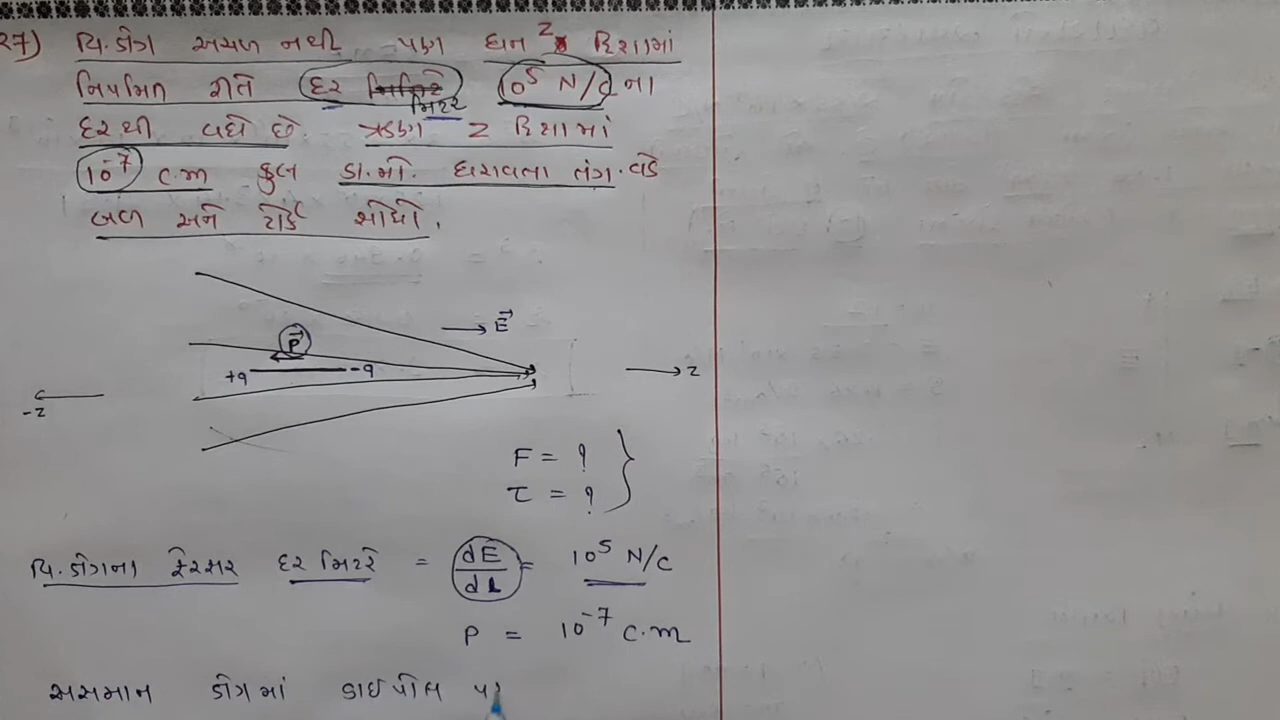 27) વિ.ક્ષેત્ર અચળ નથી પણ ધન z દિશામાં
નિયમિત રીતે દર મિટરે 10⁵ N/C ના
દરથી વધે છે. ઋણ z દિશામાં
10⁻⁷ c.m કુલ ડા.મો. ધરાવતા તંત્ર વડે
બળ અને ટોર્ક શોધો.
E⃗
P⃗
+q -q
z
-z
F = ?
τ = ?
વિ.ક્ષેત્રના ફેરફાર દર મિટરે = dE/dL = 10⁵ N/C
P = 10⁻⁷ c.m
અસમાન ક્ષેત્રમાં ડાઈપોલ પર